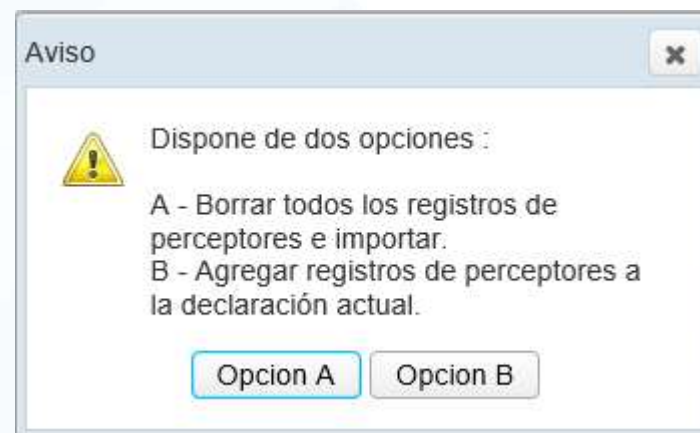 Aviso
Dispone de dos opciones :
A - Borrar todos los registros de
perceptores e importar.
B - Agregar registros de perceptores a
la declaración actual.
Opcion A
Opcion B